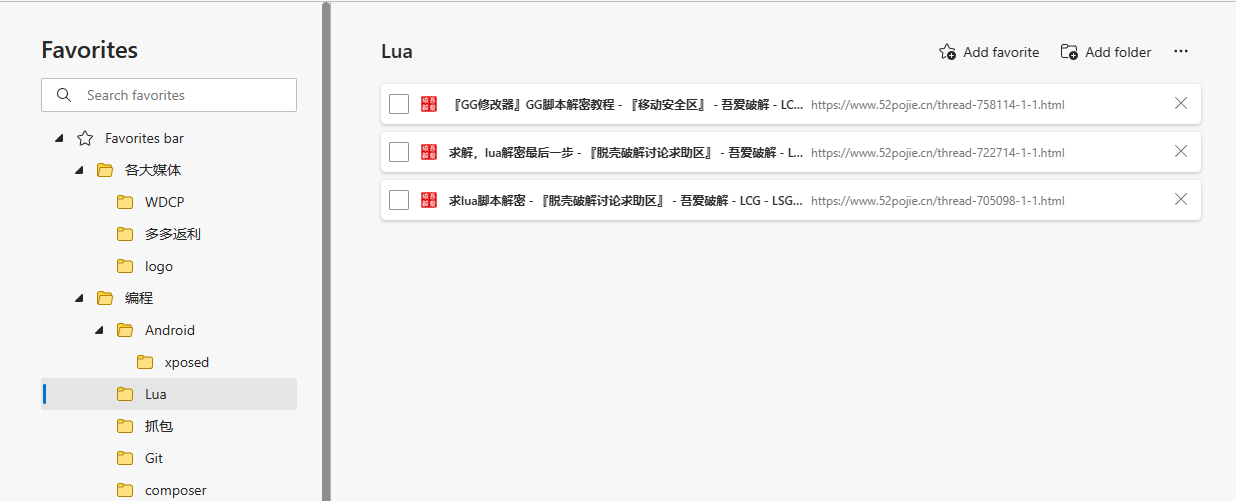 Favorites
Search favorites
Favorites bar
各大媒体
WDCP
多多返利
logo
编程
Android
xposed
Lua
抓包
Git
composer
Lua
Add favorite
Add folder
『GG修改器』GG脚本解密教程 - 『移动安全区』 - 吾爱破解 - LC... https://www.52pojie.cn/thread-758114-1-1.html
求解，lua解密最后一步 - 『脱壳破解讨论求助区』 - 吾爱破解 - L... https://www.52pojie.cn/thread-722714-1-1.html
求lua脚本解密 - 『脱壳破解讨论求助区』 - 吾爱破解 - LCG - LSG... https://www.52pojie.cn/thread-705098-1-1.html